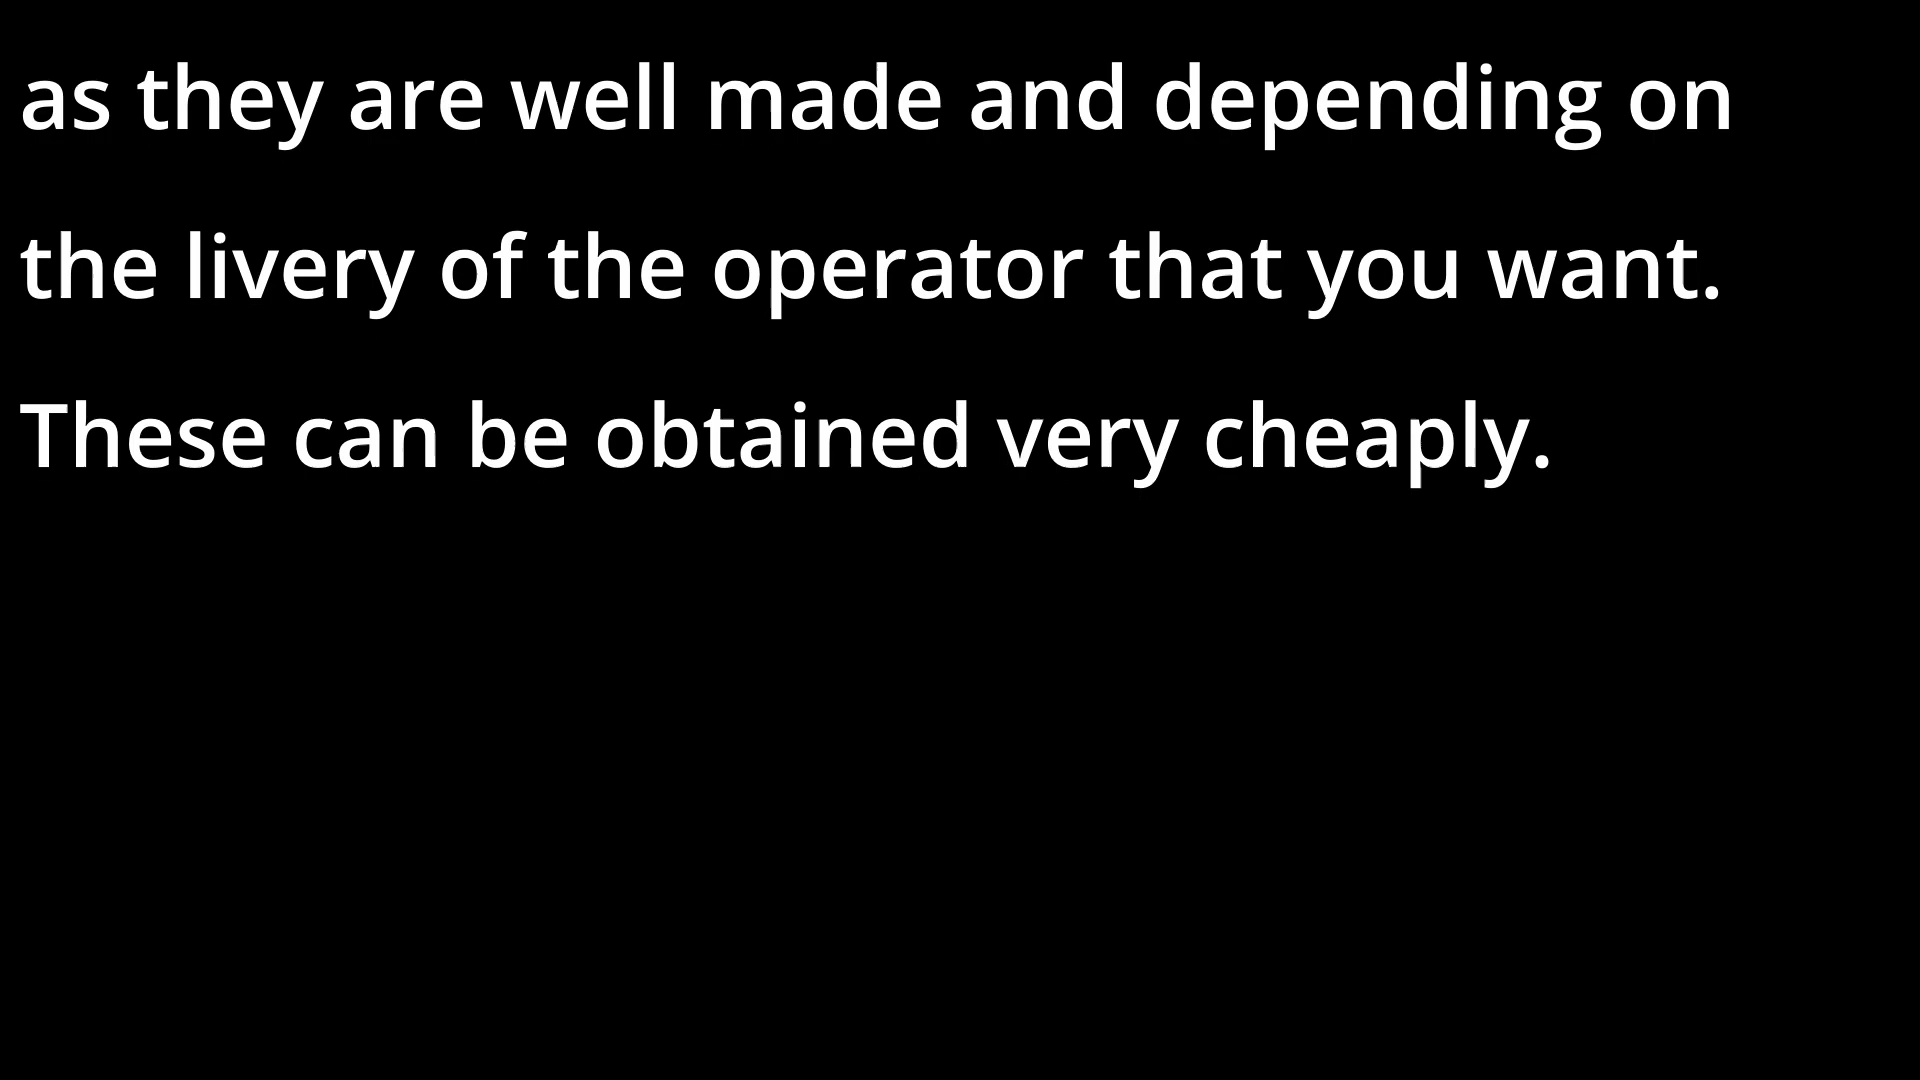 as they are well made and depending on
the livery of the operator that you want.
These can be obtained very cheaply.